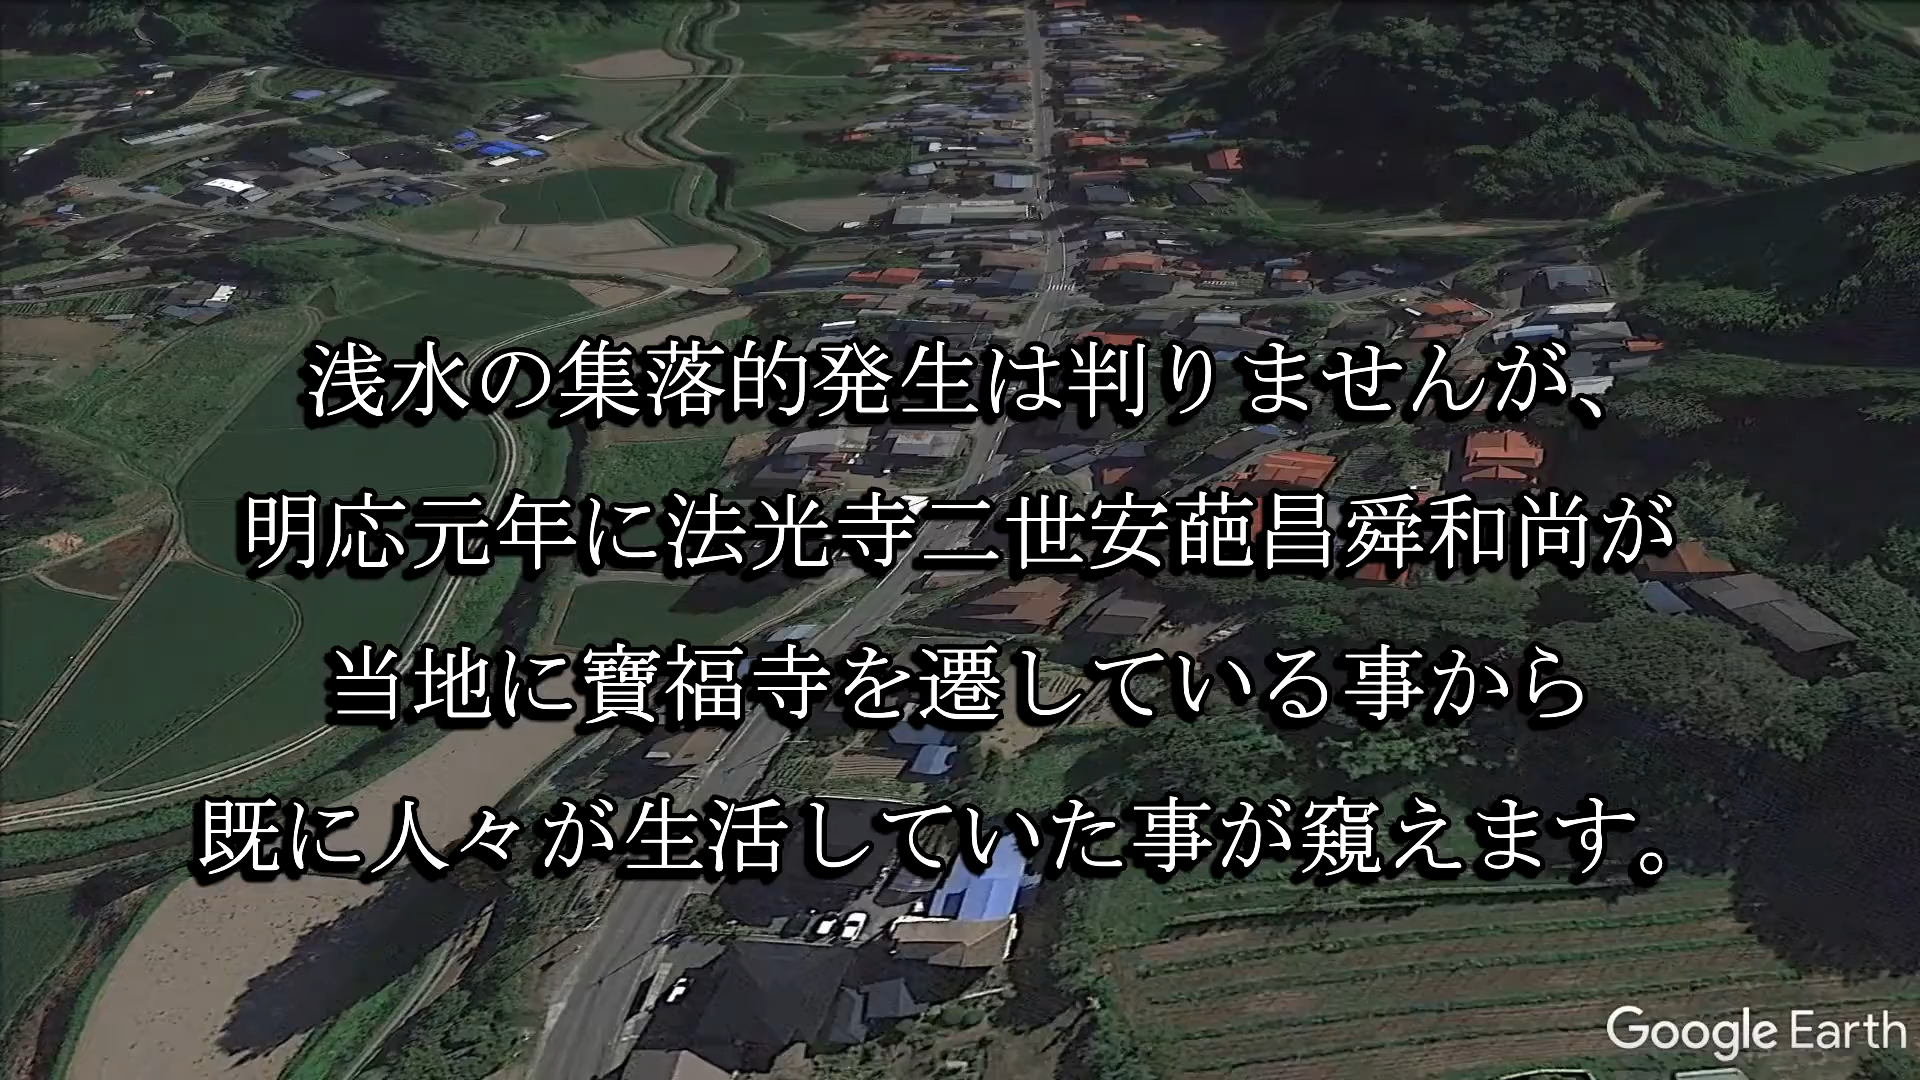 浅水の集落的発生は判りませんが、
明応元年に法光寺二世安葩昌舜和尚が
当地に寶福寺を遷している事から
既に人々が生活していた事が窺えます。
Google Earth